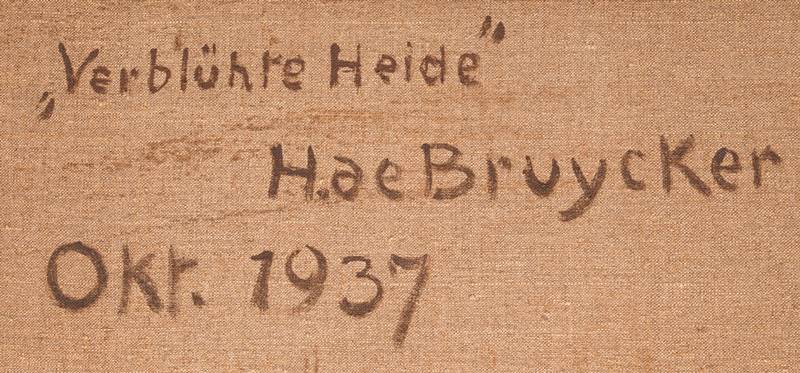 „Verblühte Heide”
H. de Bruycker
Okt. 1937